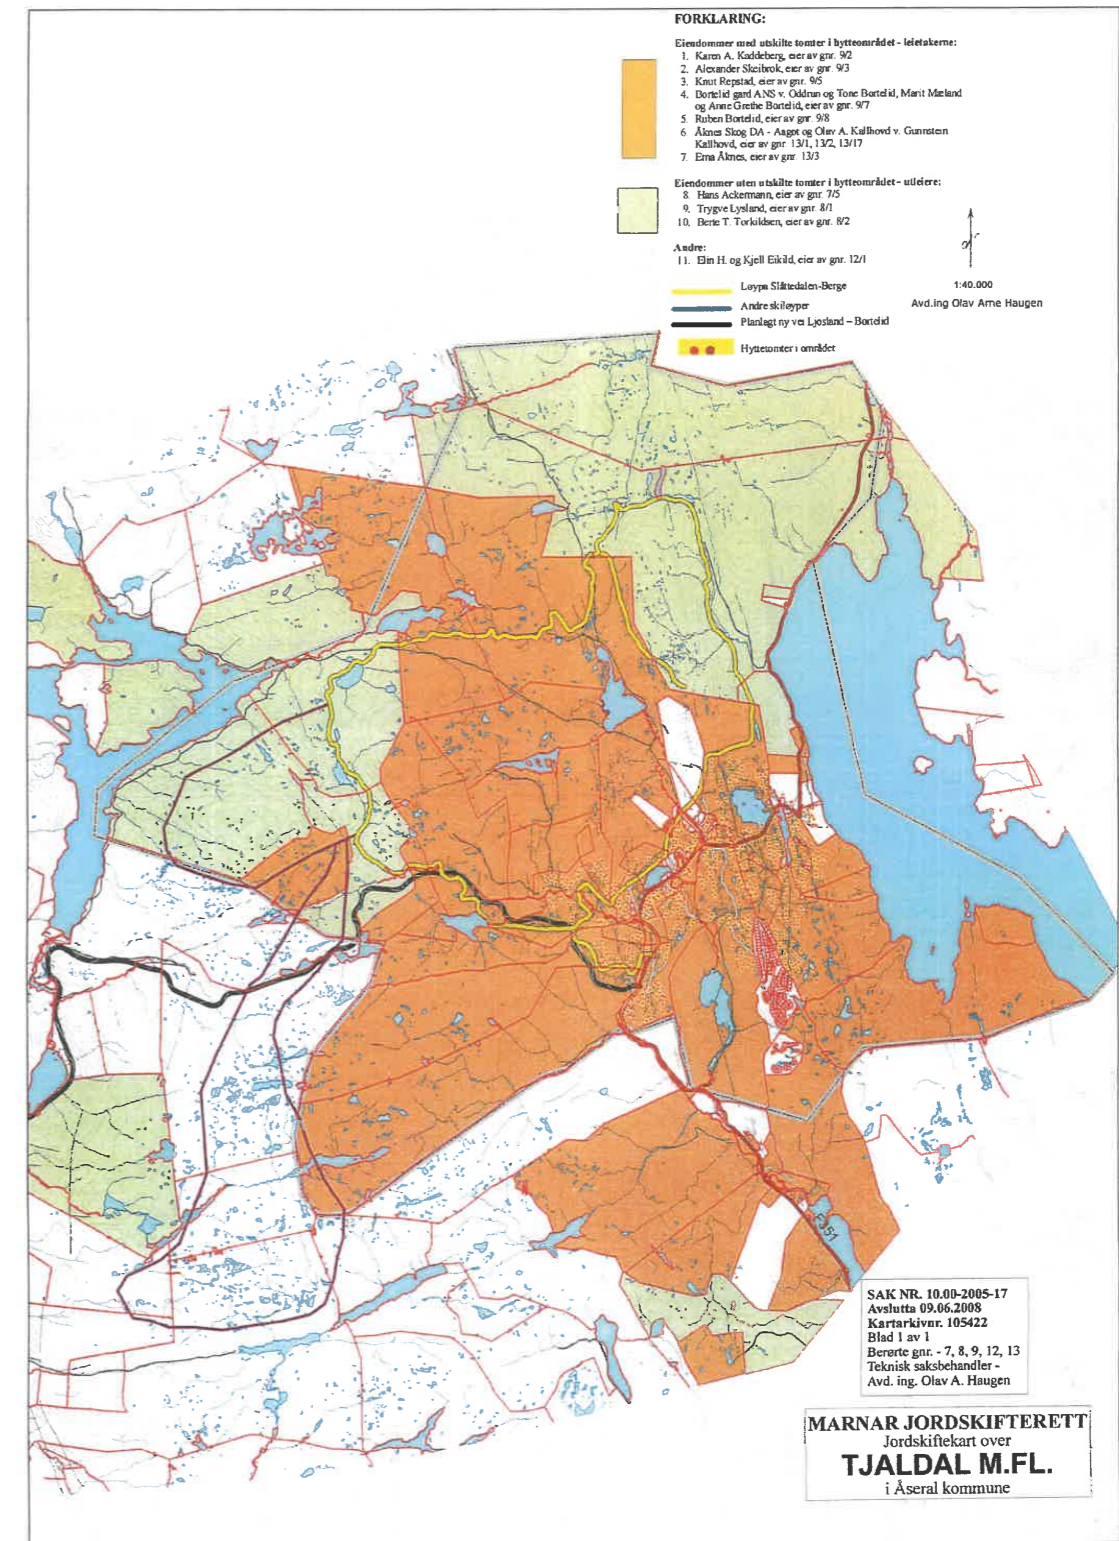 FORKLARING:
Eiendommer med utskilte tomter i bytteområdet - leietakerne:
1. Karen A. Kaddeberg, eier av gnr. 9/2
2. Alexander Skeibrok, eier av gnr. 9/3
3. Knut Repstad, eier av gnr. 9/5
4. Bortelid gard ANS v. Oddrun og Tone Bortelid, Marit Mæland
og Anne Grethe Bortelid, eier av gnr. 9/7
5. Ruben Bortelid, eier av gnr. 9/8
6 Åknes Skog DA - Aagot og Olav A. Kallhovd v. Gunnstein
Kallhovd, eier av gnr 13/1, 13/2, 13/17
7. Erna Åknes, eier av gnr 13/3
Eiendommer uten utskilte tomter i bytteområdet - utleiere:
8. Hans Ackermann, eier av gnr. 7/5
9. Trygve Lysland, eier av gnr. 8/1
10. Berte T. Torkildsen, eier av gnr. 8/2
Andre:
11. Elin H. og Kjell Eikild, eier av gnr. 12/1
1:40.000
Avd.ing Olav Arne Haugen
Løypa Slåttedalen-Berge
Andre skiløyper
Planlagt ny vei Ljosland – Bortelid
Hyttetomter i området
F351
SAK NR. 10.00-2005-17
Avslutta 09.06.2008
Kartarkivnr. 105422
Blad 1 av 1
Berørte gnr. - 7, 8, 9, 12, 13
Teknisk saksbehandler -
Avd. ing. Olav A. Haugen
MARNAR JORDSKIFTERETT
Jordskiftekart over
TJALDAL M.FL.
i Åseral kommune